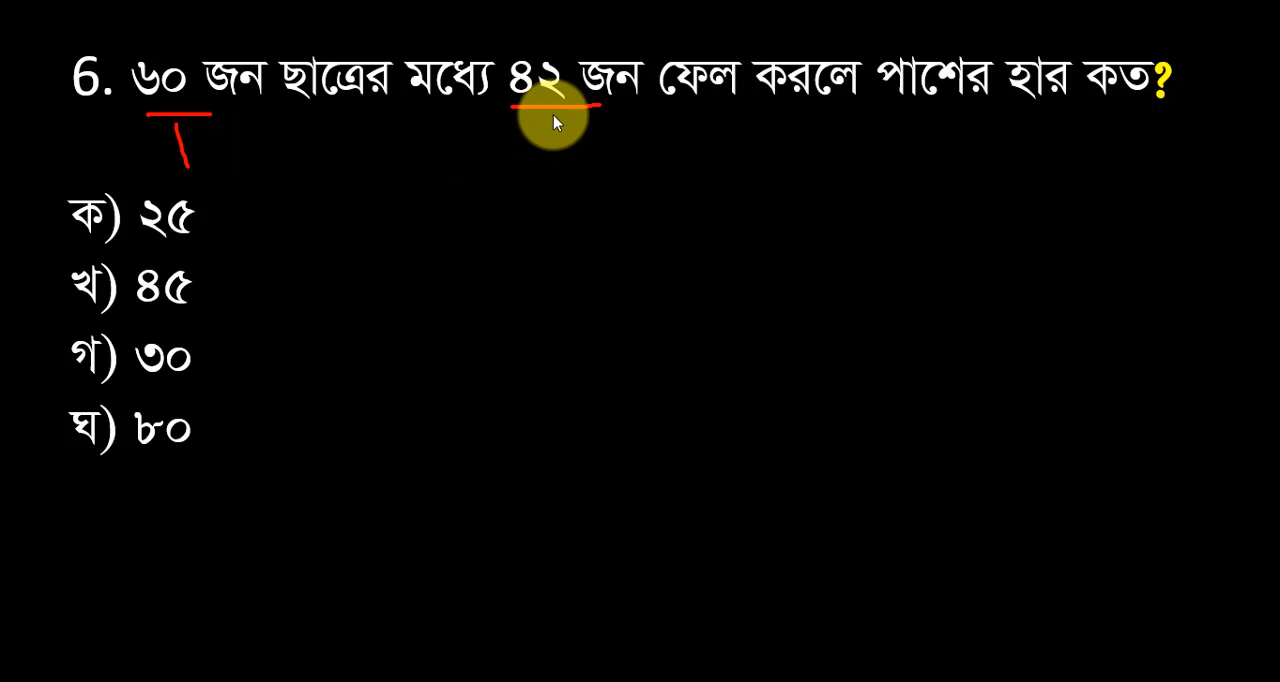 6. ৬০ জন ছাত্রের মধ্যে ৪২ জন ফেল করলে পাশের হার কত?
ক) ২৫
খ) ৪৫
গ) ৩০
ঘ) ৮০